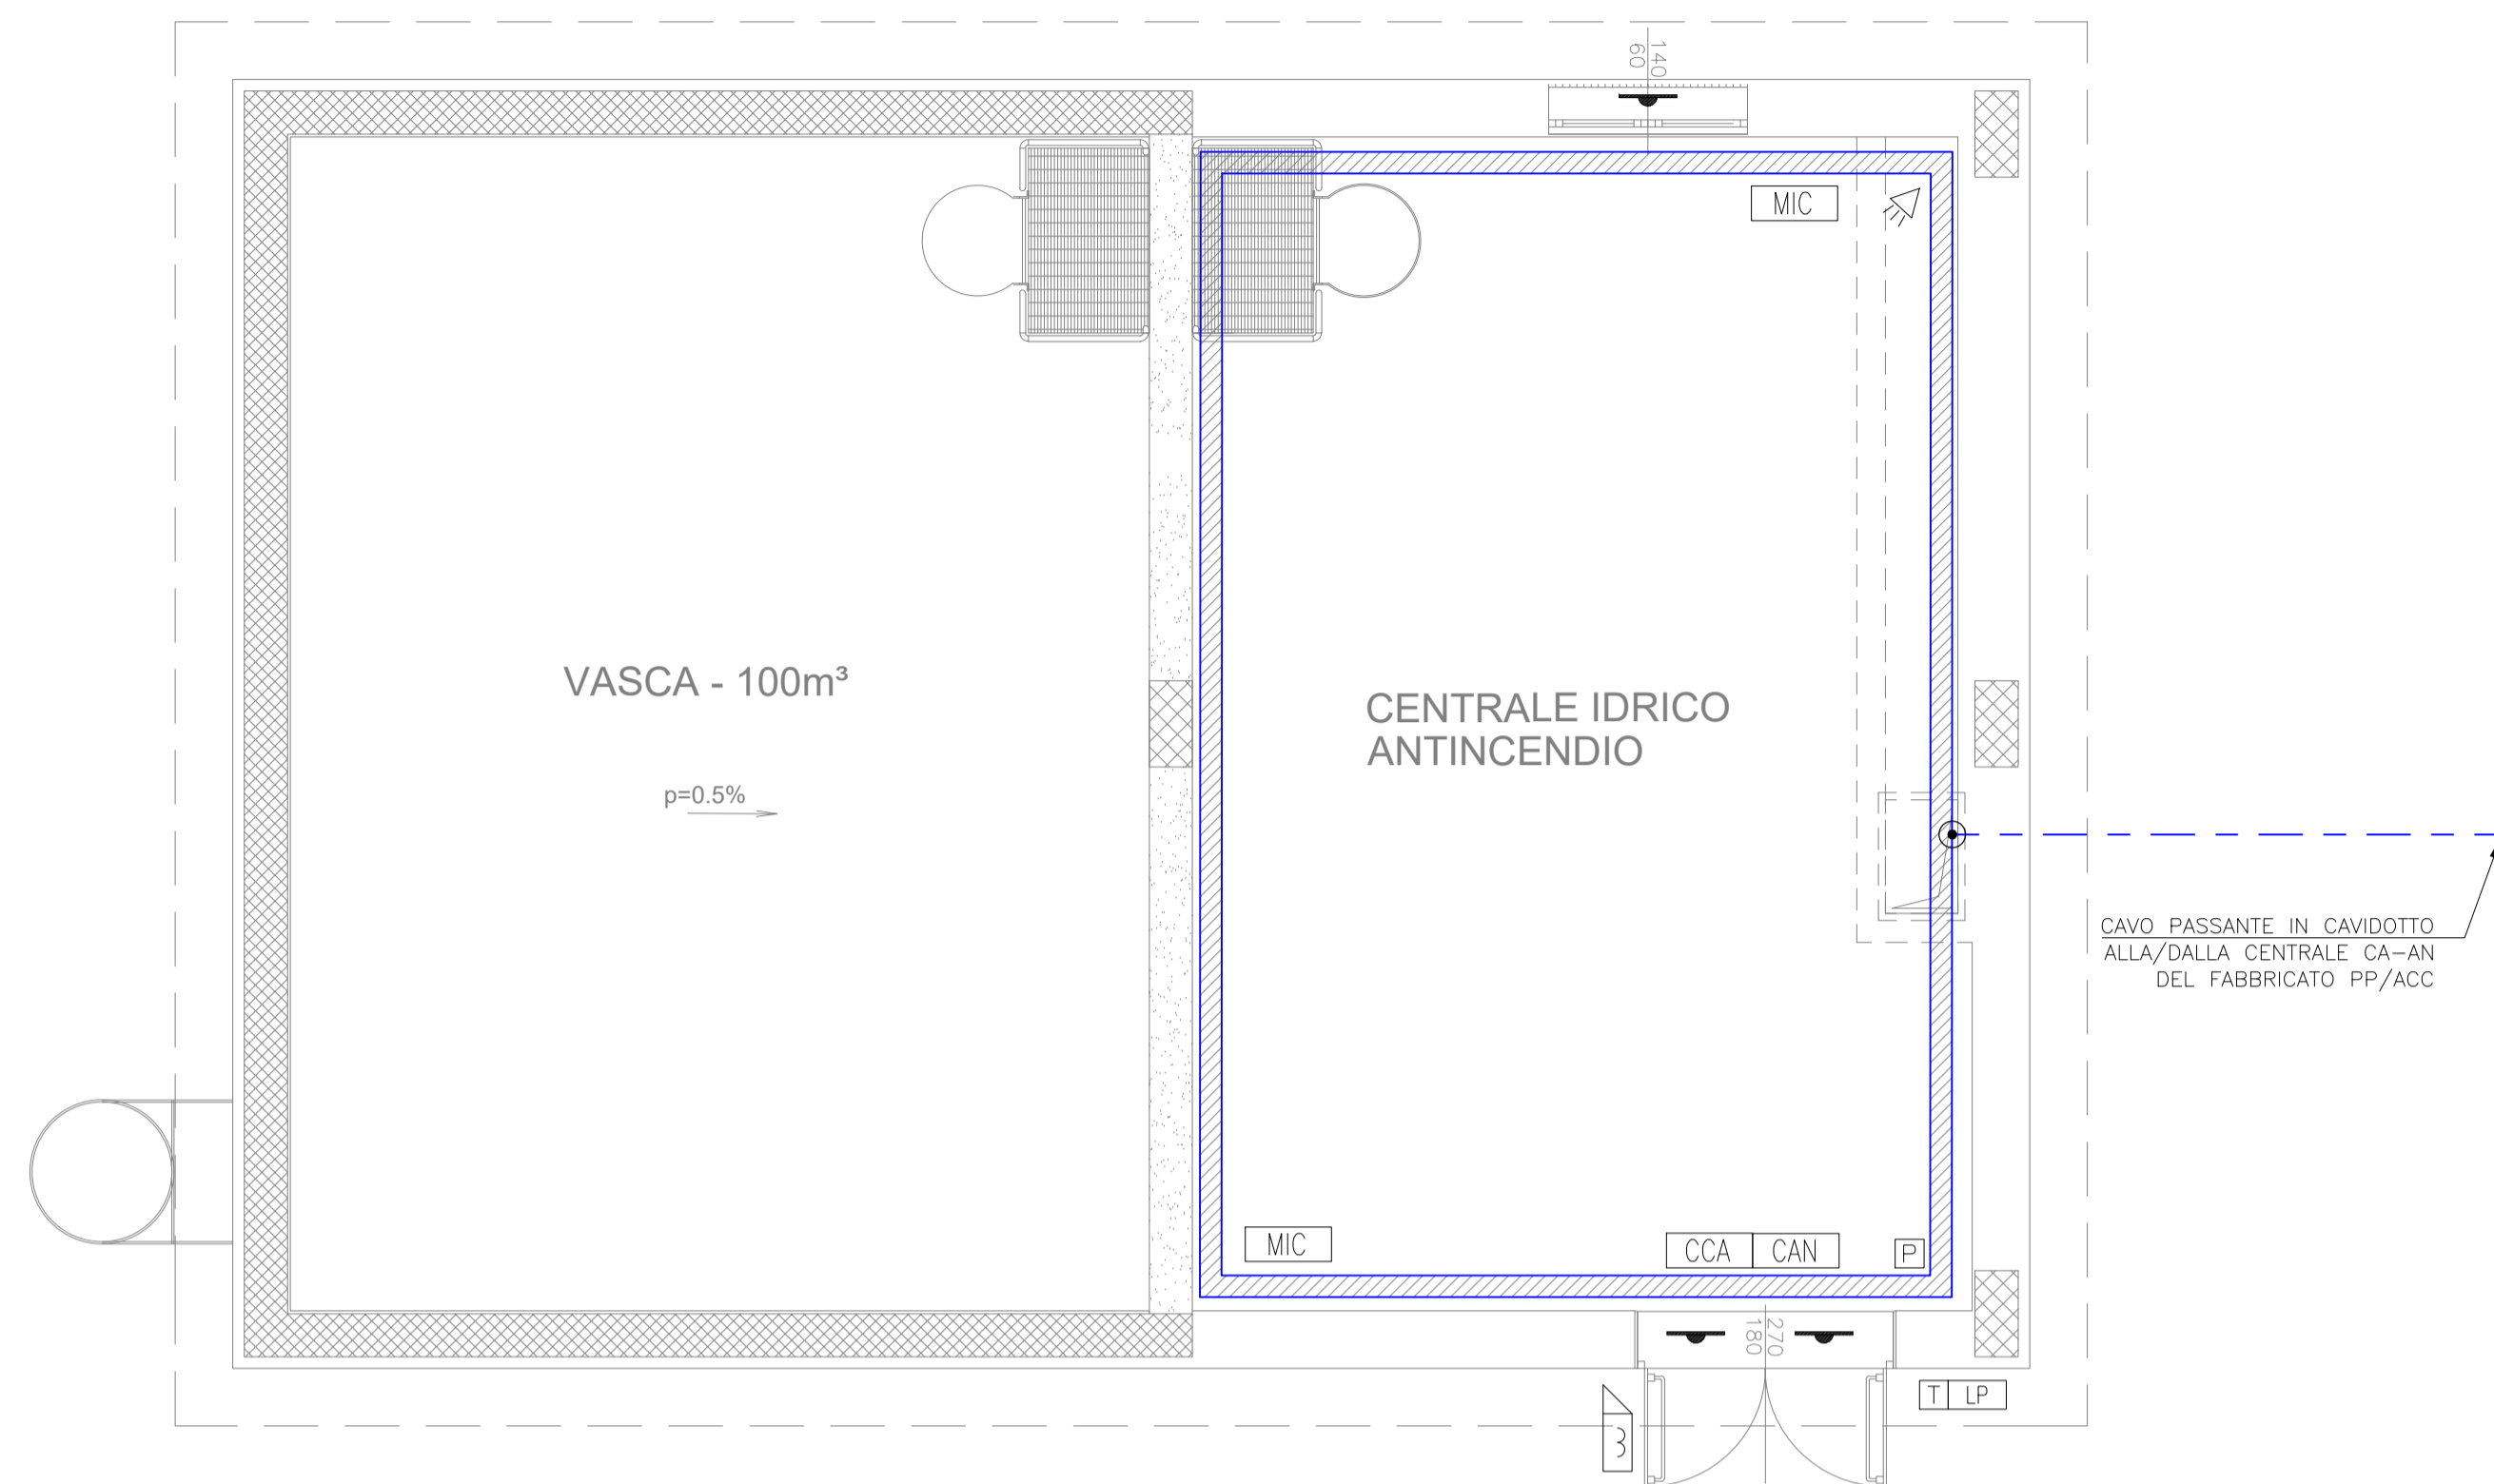 140
60
MIC
VASCA - 100m³
CENTRALE IDRICO
ANTINCENDIO
p=0.5%
CAVO PASSANTE IN CAVIDOTTO
ALLA/DALLA CENTRALE CA-AN
DEL FABBRICATO PP/ACC
MIC
CCA CAN
P
270
180
T LP
3